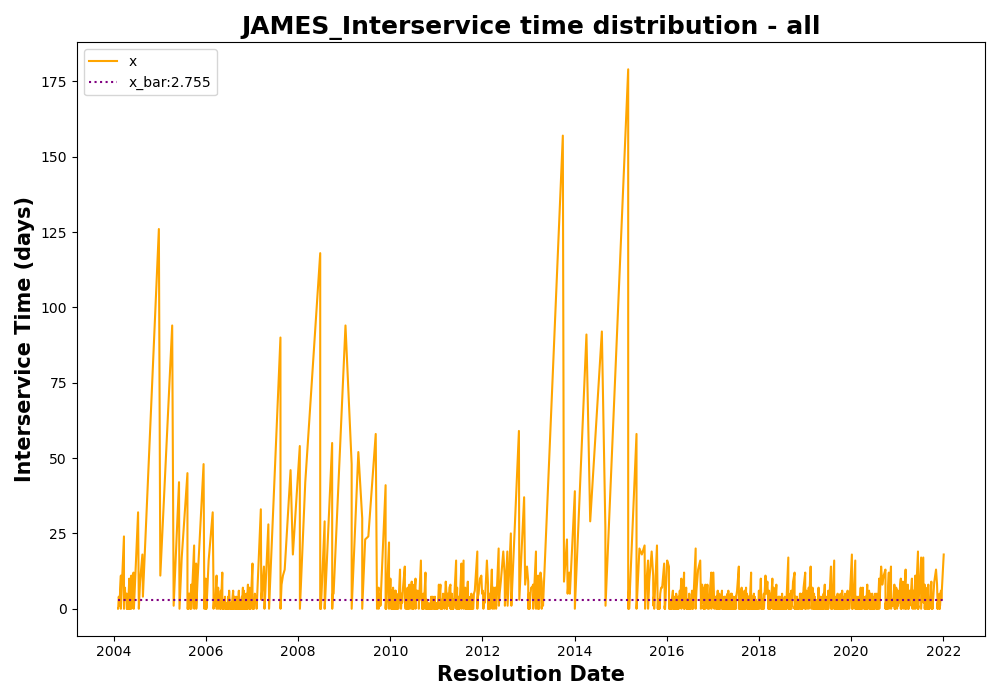 JAMES_Interservice time distribution - all
x
x_bar:2.755
Interservice Time (days)
175
150
125
100
75
50
25
0
2004 2006 2008 2010 2012 2014 2016 2018 2020 2022
Resolution Date